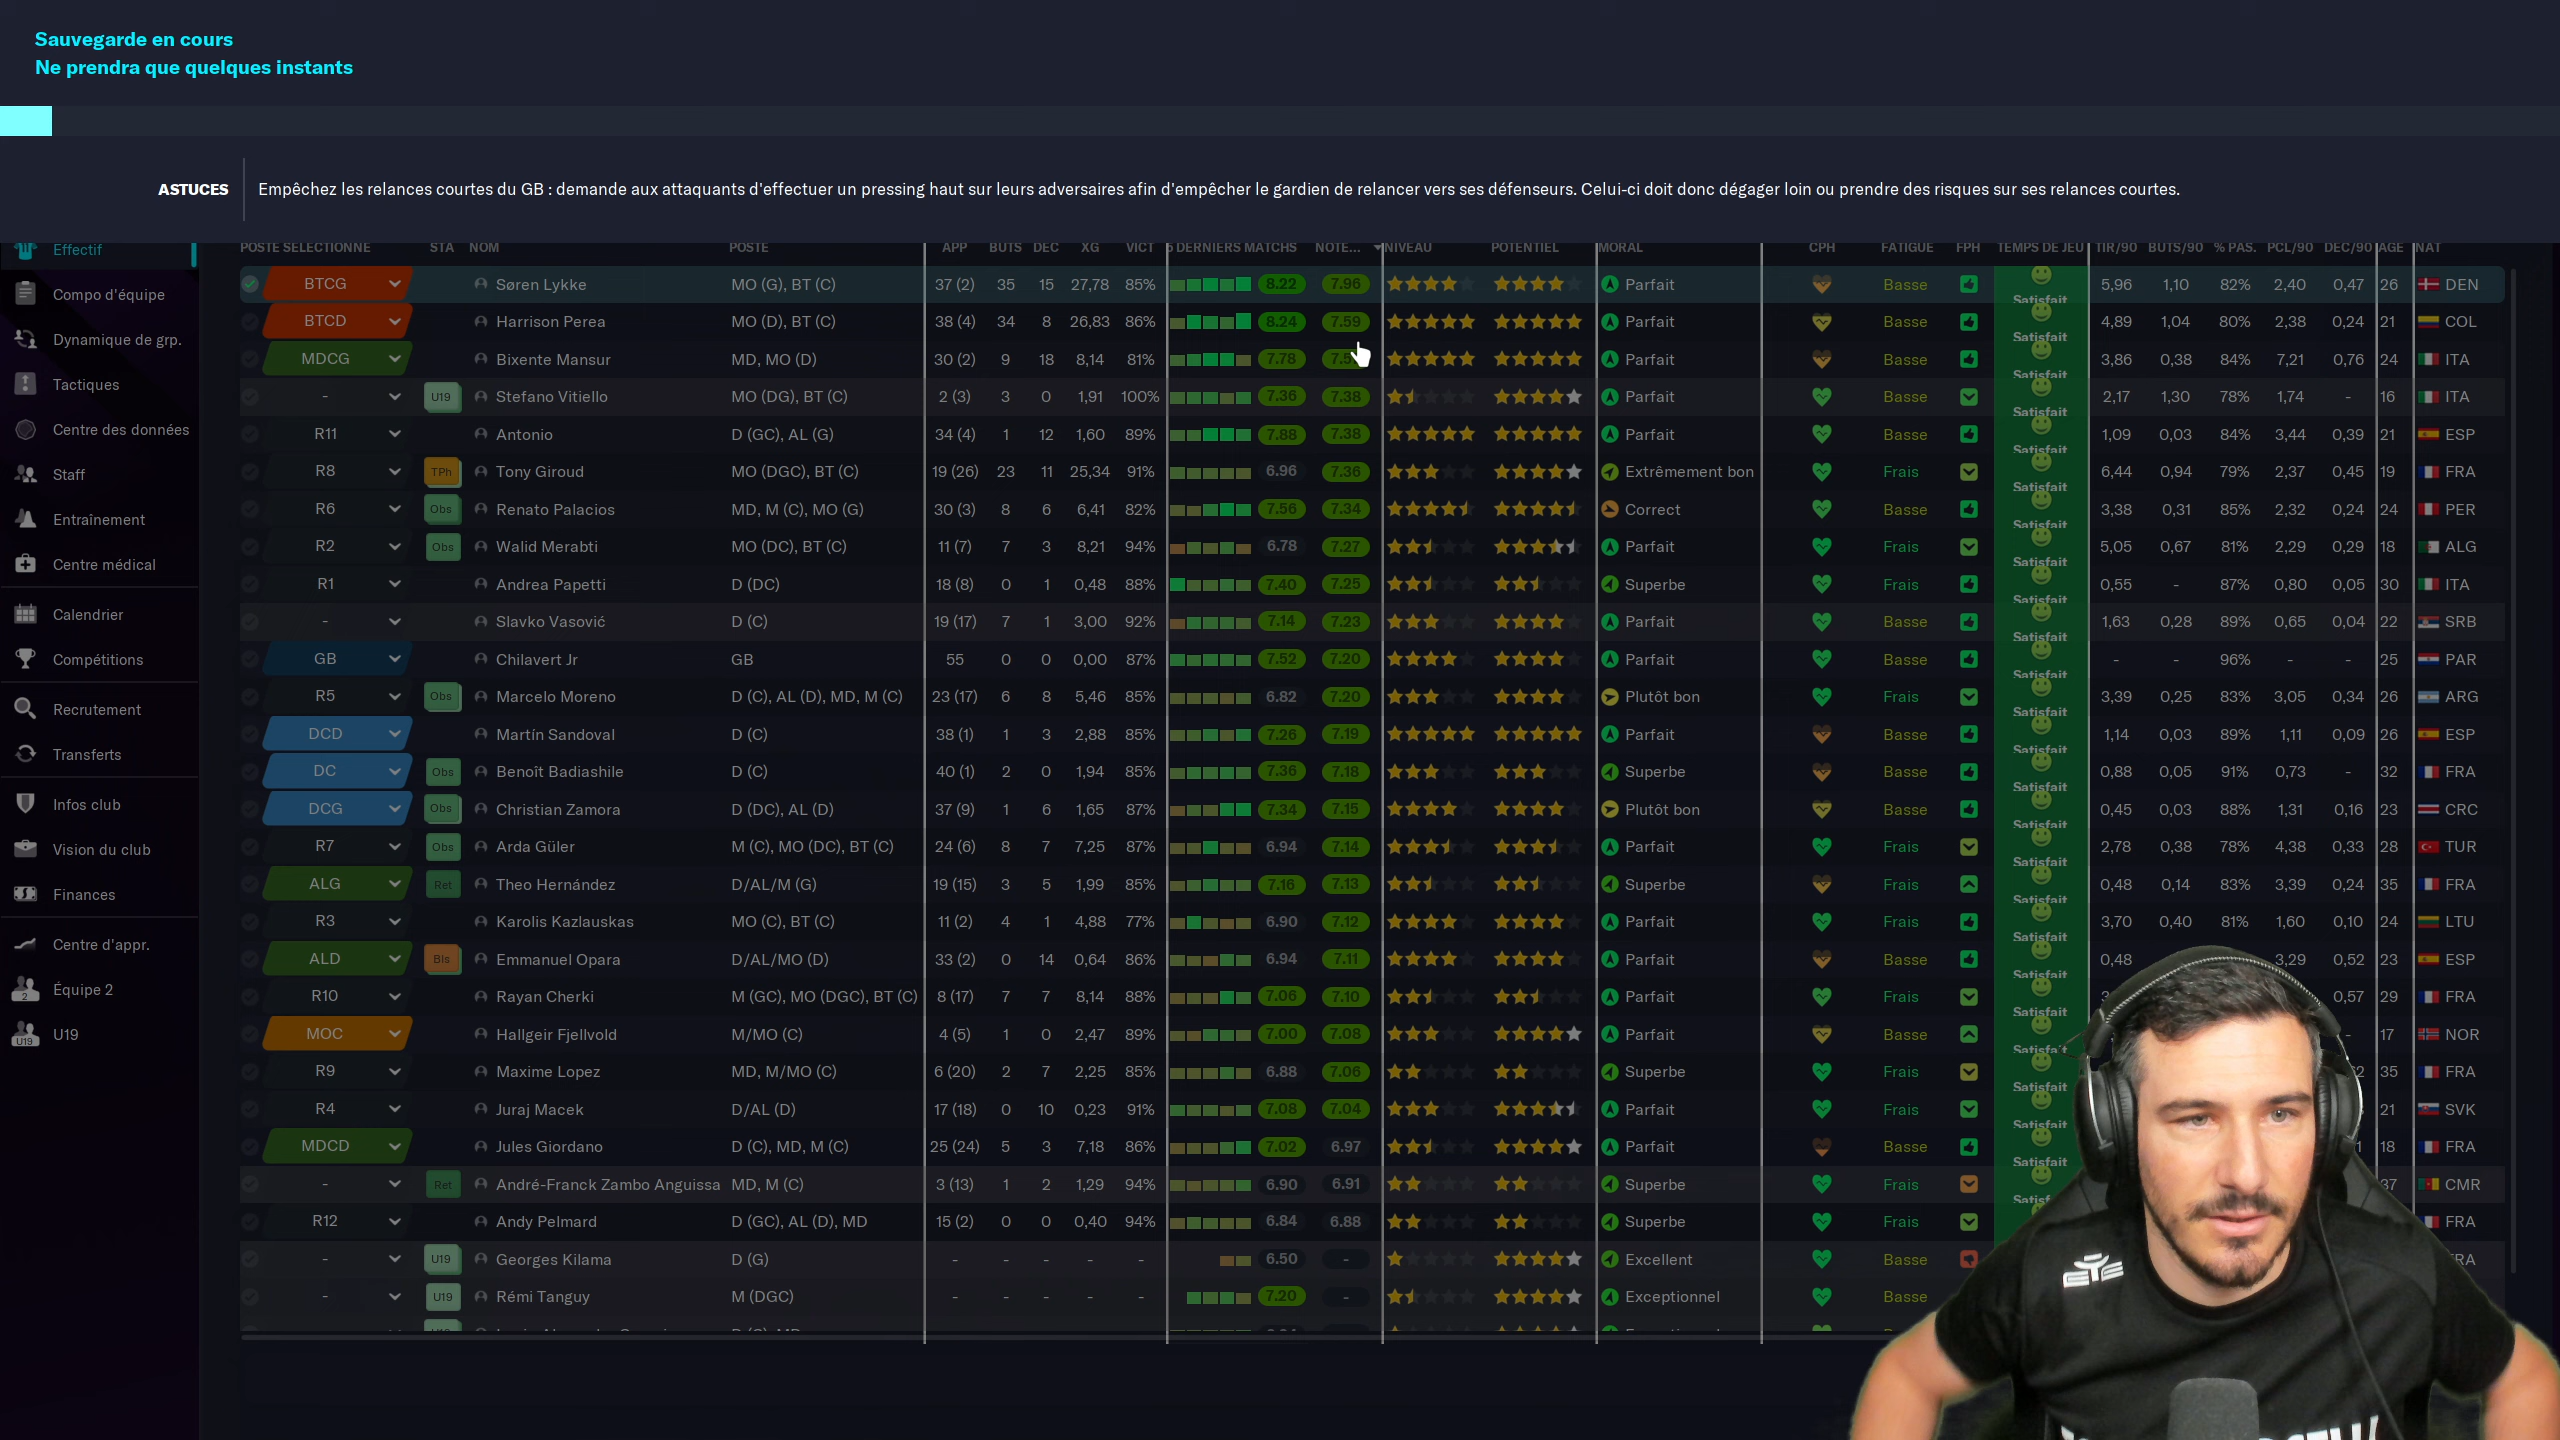 Sauvegarde en cours
Ne prendra que quelques instants
ASTUCES Empêchez les relances courtes du GB : demande aux attaquants d'effectuer un pressing haut sur leurs adversaires afin d'empêcher le gardien de relancer vers ses défenseurs. Celui-ci doit donc dégager loin ou prendre des risques sur ses relances courtes.
Effectif
Compo d'équipe
Dynamique de grp.
Tactiques
Centre des données
Staff
Entraînement
Centre médical
Calendrier
Compétitions
Recrutement
Transferts
Infos club
Vision du club
Finances
Centre d'appr.
Équipe 2
U19
POSTE SÉLECTIONNÉ STA NOM POSTE APP BUTS DÉC XG VICT 5 DERNIERS MATCHS NOTE... NIVEAU POTENTIEL MORAL CPH FATIGUE FPH TEMPS DE JEU TIR/90 BUTS/90 % PAS. PCL/90 DÉC/90 ÂGE NAT
BTCG Søren Lykke MO (G), BT (C) 37 (2) 35 15 27,78 85% 8.22 7.96 Parfait Basse Satisfait 5,96 1,10 82% 2,40 0,47 26 DEN
BTCD Harrison Perea MO (D), BT (C) 38 (4) 34 8 26,83 86% 8.24 7.59 Parfait Basse Satisfait 4,89 1,04 80% 2,38 0,24 21 COL
MDCG Bixente Mansur MD, MO (D) 30 (2) 9 18 8,14 81% 7.78 Parfait Basse Satisfait 3,86 0,38 84% 7,21 0,76 24 ITA
- U19 Stefano Vitiello MO (DG), BT (C) 2 (3) 3 0 1,91 100% 7.36 7.38 Parfait Basse Satisfait 2,17 1,30 78% 1,74 - 16 ITA
R11 Antonio D (GC), AL (G) 34 (4) 1 12 1,60 89% 7.88 7.38 Parfait Basse Satisfait 1,09 0,03 84% 3,44 0,39 21 ESP
R8 TPh Tony Giroud MO (DGC), BT (C) 19 (26) 23 11 25,34 91% 6.96 7.36 Extrêmement bon Frais Satisfait 6,44 0,94 79% 2,37 0,45 19 FRA
R6 Obs Renato Palacios MD, M (C), MO (G) 30 (3) 8 6 6,41 82% 7.56 7.34 Correct Basse Satisfait 3,38 0,31 85% 2,32 0,24 24 PER
R2 Obs Walid Merabti MO (DC), BT (C) 11 (7) 7 3 8,21 94% 6.78 7.27 Parfait Frais Satisfait 5,05 0,67 81% 2,29 0,29 18 ALG
R1 Andrea Papetti D (DC) 18 (8) 0 1 0,48 88% 7.40 7.25 Superbe Frais Satisfait 0,55 - 87% 0,80 0,05 30 ITA
- Slavko Vasović D (C) 19 (17) 7 1 3,00 92% 7.14 7.23 Parfait Basse Satisfait 1,63 0,28 89% 0,65 0,04 22 SRB
GB Chilavert Jr GB 55 0 0 0,00 87% 7.52 7.20 Parfait Basse Satisfait - - 96% - - 25 PAR
R5 Obs Marcelo Moreno D (C), AL (D), MD, M (C) 23 (17) 6 8 5,46 85% 6.82 7.20 Plutôt bon Frais Satisfait 3,39 0,25 83% 3,05 0,34 26 ARG
DCD Martín Sandoval D (C) 38 (1) 1 3 2,88 85% 7.26 7.19 Parfait Basse Satisfait 1,14 0,03 89% 1,11 0,09 26 ESP
DC Obs Benoît Badiashile D (C) 40 (1) 2 0 1,94 85% 7.36 7.18 Superbe Basse Satisfait 0,88 0,05 91% 0,73 - 32 FRA
DCG Obs Christian Zamora D (DC), AL (D) 37 (9) 1 6 1,65 87% 7.34 7.15 Plutôt bon Basse Satisfait 0,45 0,03 88% 1,31 0,16 23 CRC
R7 Obs Arda Güler M (C), MO (DC), BT (C) 24 (6) 8 7 7,25 87% 6.94 7.14 Parfait Frais Satisfait 2,78 0,38 78% 4,38 0,33 28 TUR
ALG Ret Theo Hernández D/AL/M (G) 19 (15) 3 5 1,99 85% 7.16 7.13 Superbe Frais Satisfait 0,48 0,14 83% 3,39 0,24 35 FRA
R3 Karolis Kazlauskas MO (C), BT (C) 11 (2) 4 1 4,88 77% 6.90 7.12 Parfait Frais Satisfait 3,70 0,40 81% 1,60 0,10 24 LTU
ALD Bls Emmanuel Opara D/AL/MO (D) 33 (2) 0 14 0,64 86% 6.94 7.11 Parfait Basse Satisfait 0,48 3,29 0,52 23 ESP
R10 Rayan Cherki M (GC), MO (DGC), BT (C) 8 (17) 7 7 8,14 88% 7.06 7.10 Parfait Frais Satisfait 0,57 29 FRA
MOC Hallgeir Fjellvold M/MO (C) 4 (5) 1 0 2,47 89% 7.00 7.08 Parfait Basse Satisfait - 17 NOR
R9 Maxime Lopez MD, M/MO (C) 6 (20) 2 7 2,25 85% 6.88 7.06 Superbe Frais Satisfait 35 FRA
R4 Juraj Macek D/AL (D) 17 (18) 0 10 0,23 91% 7.08 7.04 Parfait Frais Satisfait 21 SVK
MDCD Jules Giordano D (C), MD, M (C) 25 (24) 5 3 7,18 86% 7.02 6.97 Parfait Basse Satisfait 18 FRA
- Ret André-Franck Zambo Anguissa MD, M (C) 3 (13) 1 2 1,29 94% 6.90 6.91 Superbe Frais 37 CMR
R12 Andy Pelmard D (GC), AL (D), MD 15 (2) 0 0 0,40 94% 6.84 6.88 Superbe Frais FRA
- U19 Georges Kilama D (G) - - - - - 6.50 - Excellent Basse
- U19 Rémi Tanguy M (DGC) - - - - - 7.20 - Exceptionnel Basse